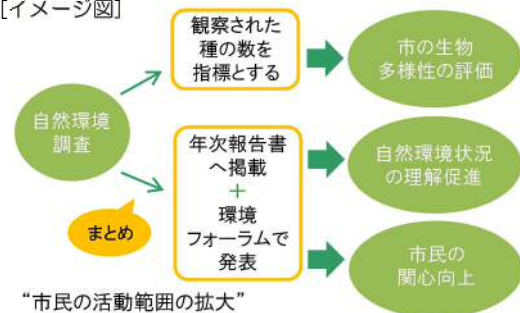 [イメージ図]
観察された
種の数を
指標とする
市の生物
多様性の評価
自然環境
調査
年次報告書
へ掲載
+
環境
フォーラムで
発表
自然環境状況
の理解促進
まとめ
市民の
関心向上
“市民の活動範囲の拡大”